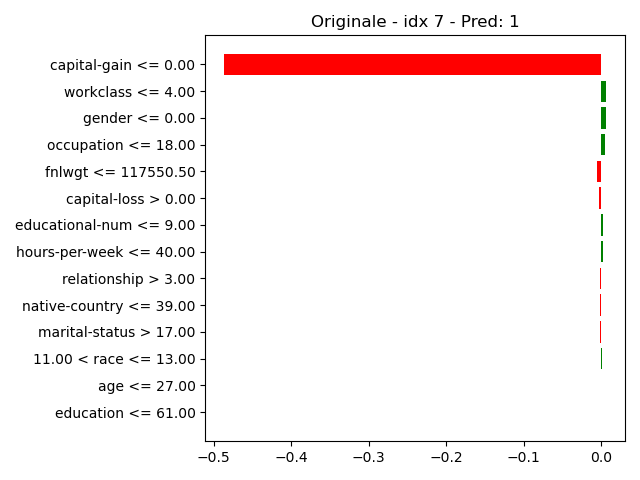 Originale - idx 7 - Pred: 1
capital-gain <= 0.00
workclass <= 4.00
gender <= 0.00
occupation <= 18.00
fnlwgt <= 117550.50
capital-loss > 0.00
educational-num <= 9.00
hours-per-week <= 40.00
relationship > 3.00
native-country <= 39.00
marital-status > 17.00
11.00 < race <= 13.00
age <= 27.00
education <= 61.00
−0.5 −0.4 −0.3 −0.2 −0.1 0.0